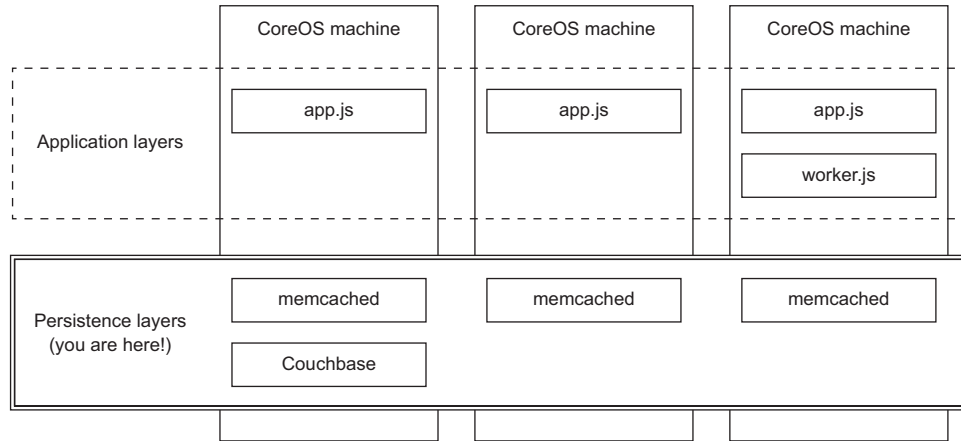 CoreOS machine
CoreOS machine
CoreOS machine
Application layers
app.js
app.js
app.js
worker.js
Persistence layers
(you are here!)
memcached
memcached
memcached
Couchbase